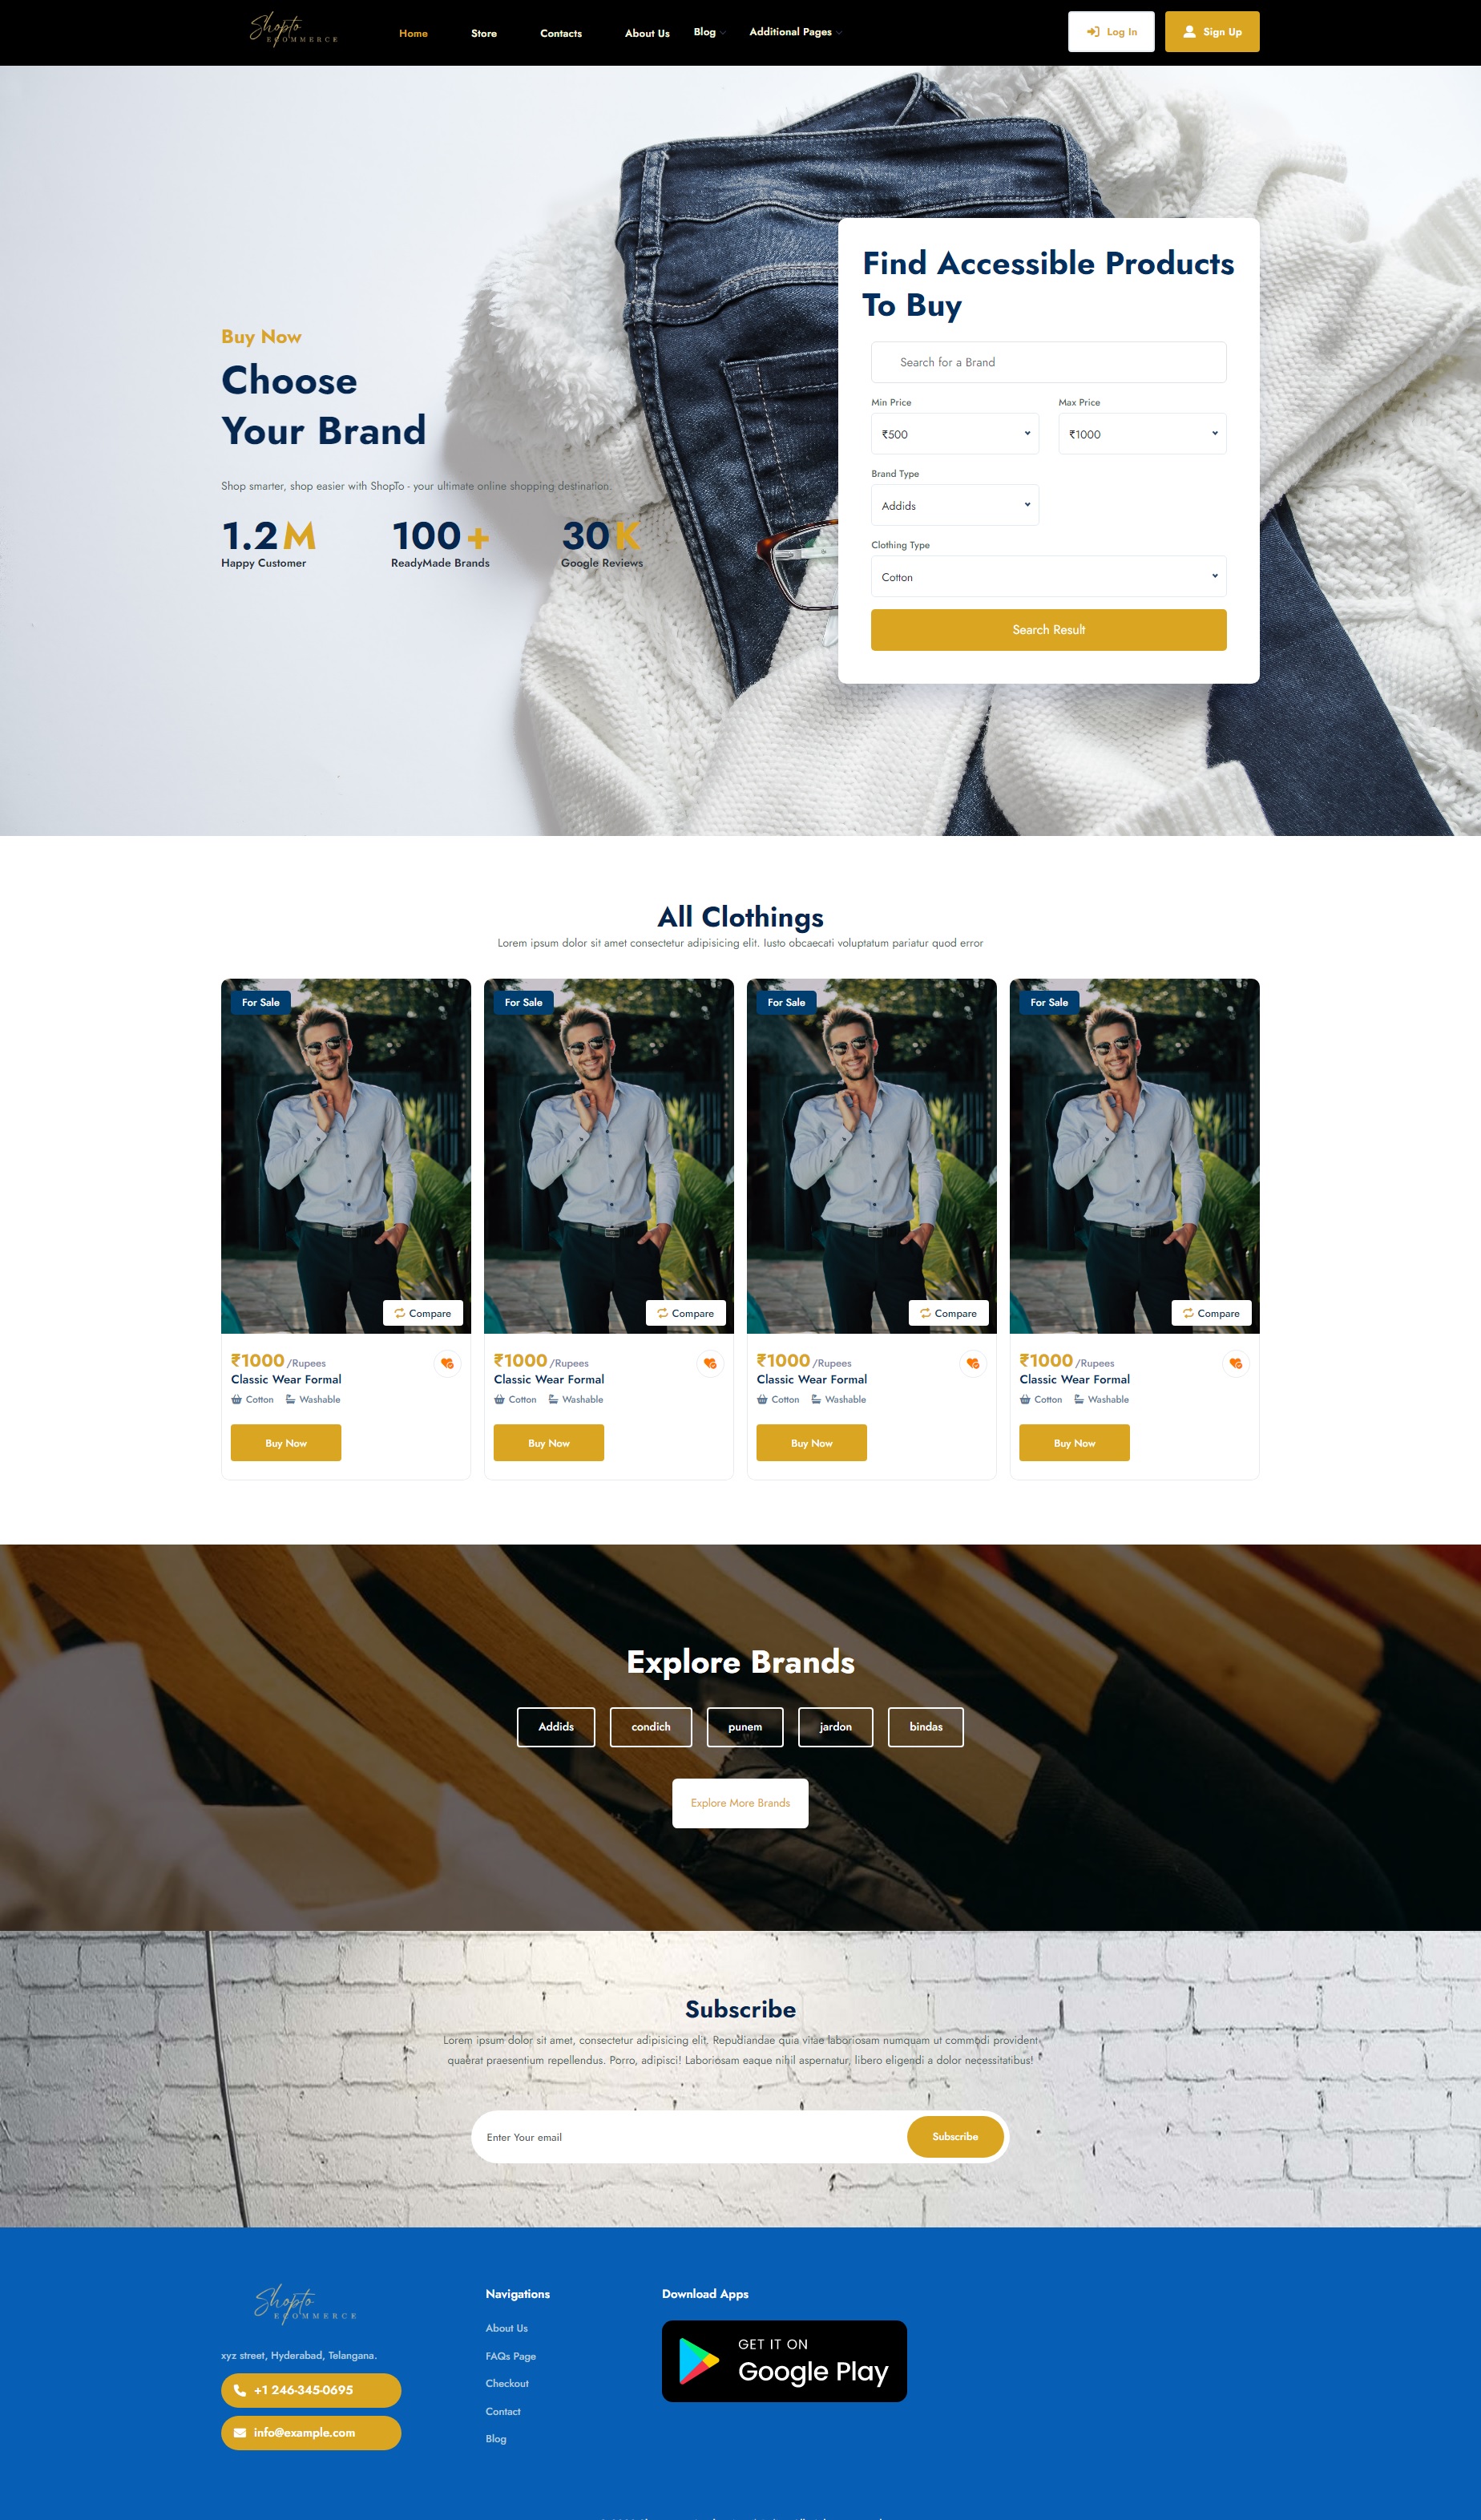 Shopto
ECOMMERCE
Home
Store
Contacts
About Us
Blog
Additional Pages
Log In
Sign Up
Find Accessible Products
To Buy
Search for a Brand
Min Price
Max Price
₹500
₹1000
Brand Type
Addids
Clothing Type
Cotton
Search Result
Buy Now
Choose
Your Brand
Shop smarter, shop easier with ShopTo - your ultimate online shopping destination.
1.2 M
100 +
30 K
Happy Customer
ReadyMade Brands
Google Reviews
All Clothings
Lorem ipsum dolor sit amet consectetur adipisicing elit. Iusto obcaecati voluptatum pariatur quod error
For Sale
For Sale
For Sale
For Sale
Compare
Compare
Compare
Compare
₹1000 /Rupees
Classic Wear Formal
Cotton
Washable
Buy Now
₹1000 /Rupees
Classic Wear Formal
Cotton
Washable
Buy Now
₹1000 /Rupees
Classic Wear Formal
Cotton
Washable
Buy Now
₹1000 /Rupees
Classic Wear Formal
Cotton
Washable
Buy Now
Explore Brands
Addids
condich
punem
jardon
bindas
Explore More Brands
Subscribe
Lorem ipsum dolor sit amet, consectetur adipisicing elit. Repudiandae quia vitae laboriosam numquam ut commodi provident
quaerat praesentium repellendus. Porro, adipisci! Laboriosam eaque nihil aspernatur, libero eligendi a dolor necessitatibus!
Enter Your email
Subscribe
Shopto
ECOMMERCE
xyz street, Hyderabad, Telangana.
+1 246-345-0695
info@example.com
Navigations
About Us
FAQs Page
Checkout
Contact
Blog
Download Apps
GET IT ON
Google Play